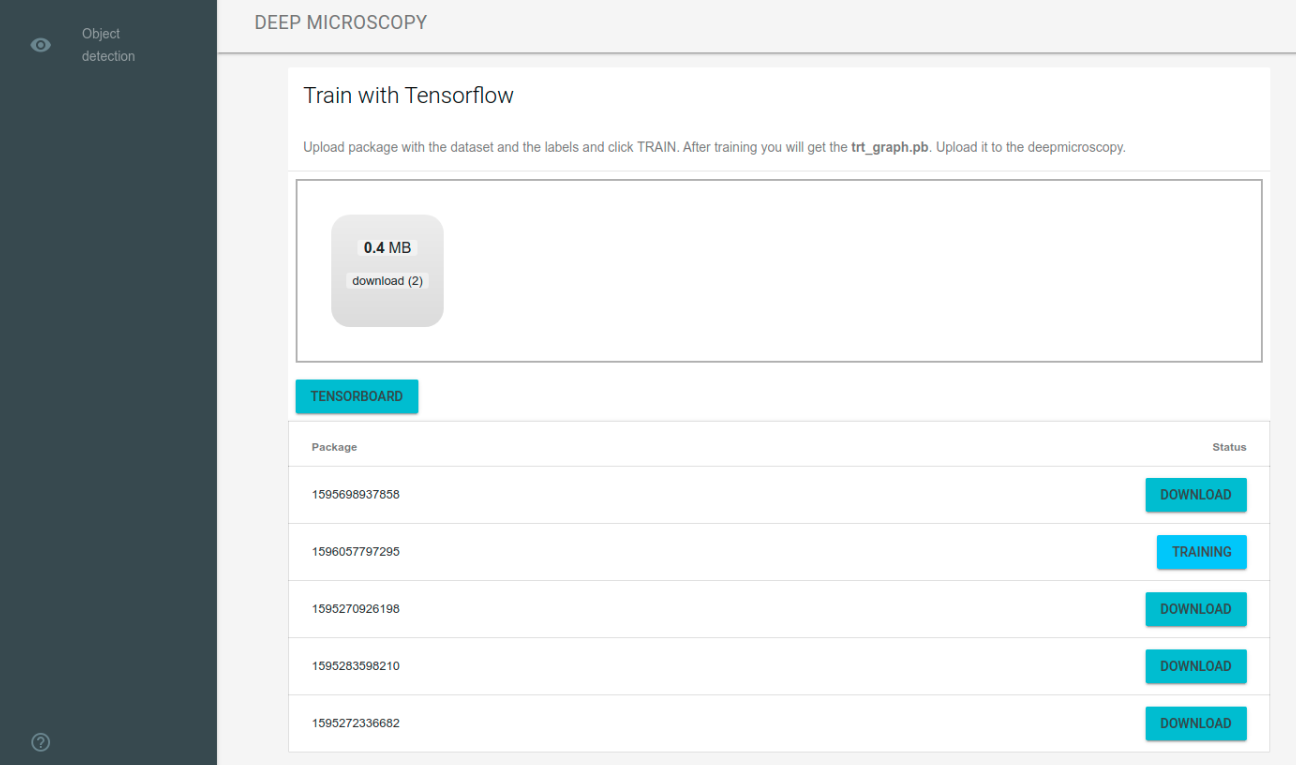 Object
detection
DEEP MICROSCOPY
Train with Tensorflow
Upload package with the dataset and the labels and click TRAIN. After training you will get the trt_graph.pb. Upload it to the deepmicroscopy.
0.4 MB
download (2)
TENSORBOARD
Package Status
1595698937858 DOWNLOAD
1596057797295 TRAINING
1595270926198 DOWNLOAD
1595283598210 DOWNLOAD
1595272336682 DOWNLOAD
?